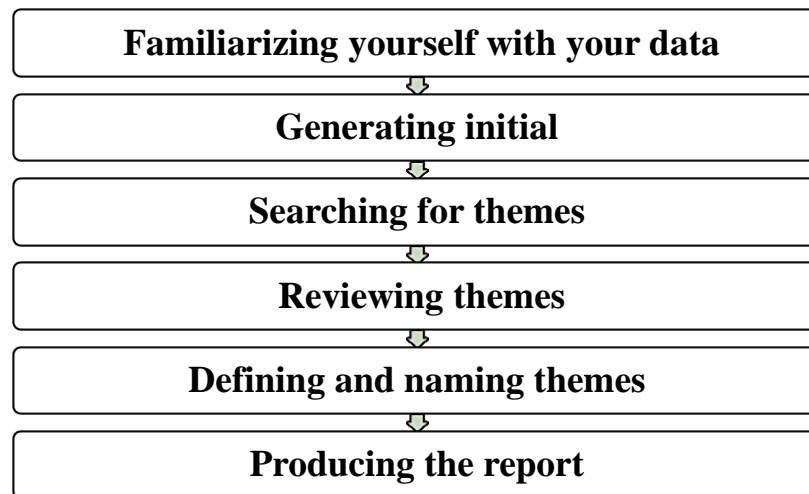 Familiarizing yourself with your data
Generating initial
Searching for themes
Reviewing themes
Defining and naming themes
Producing the report